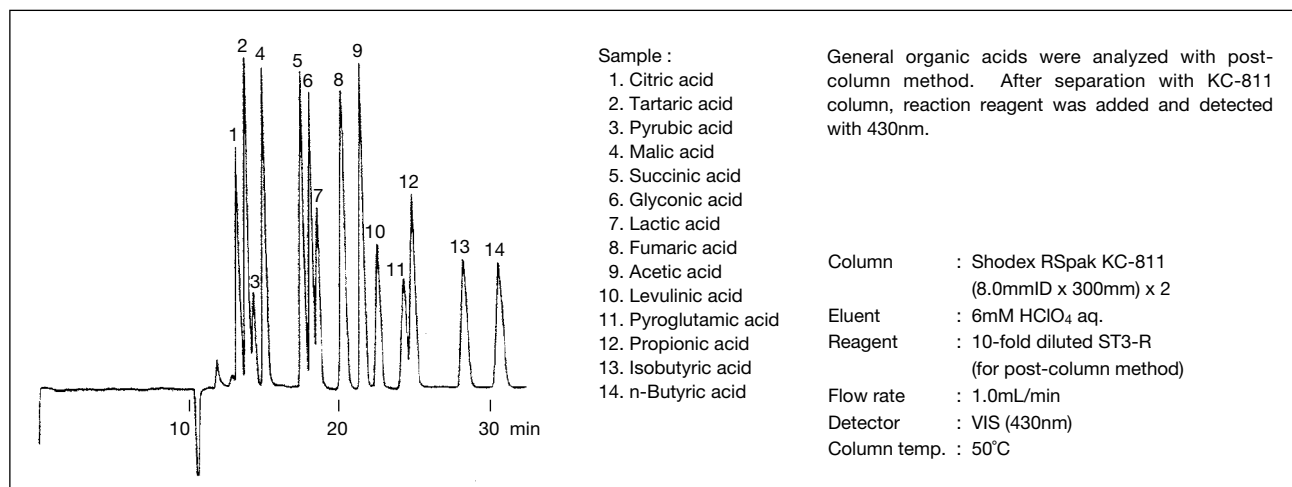 1
2
3
4
5
6
7
8
9
10
11
12
13
14
10
20
30 min
Sample :
1. Citric acid
2. Tartaric acid
3. Pyrubic acid
4. Malic acid
5. Succinic acid
6. Glyconic acid
7. Lactic acid
8. Fumaric acid
9. Acetic acid
10. Levulinic acid
11. Pyroglutamic acid
12. Propionic acid
13. Isobutyric acid
14. n-Butyric acid
General organic acids were analyzed with post-
column method. After separation with KC-811
column, reaction reagent was added and detected
with 430nm.
Column : Shodex RSpak KC-811
(8.0mmID x 300mm) x 2
Eluent : 6mM HClO₄ aq.
Reagent : 10-fold diluted ST3-R
(for post-column method)
Flow rate : 1.0mL/min
Detector : VIS (430nm)
Column temp. : 50˚C